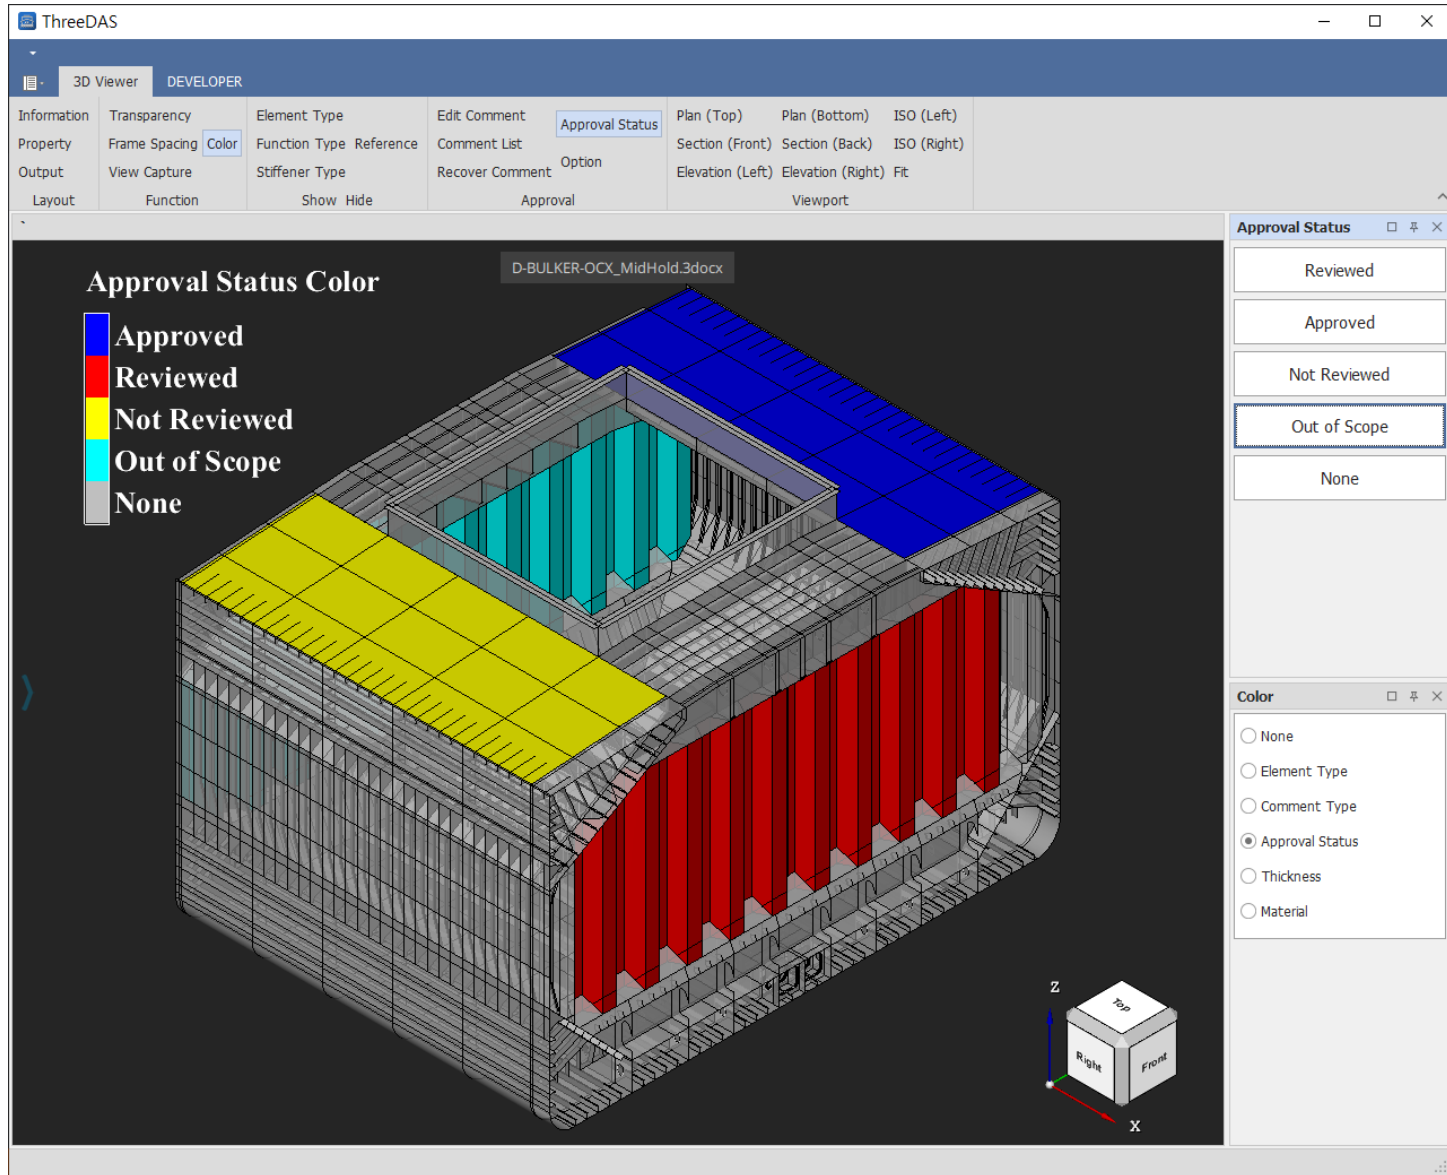 ThreeDAS
3D Viewer DEVELOPER
Information Transparency Element Type Edit Comment Approval Status Plan (Top) Plan (Bottom) ISO (Left)
Property Frame Spacing Color Function Type Reference Comment List Section (Front) Section (Back) ISO (Right)
Output View Capture Stiffener Type Recover Comment Option Elevation (Left) Elevation (Right) Fit
Layout Function Show Hide Approval Viewport
D-BULKER-OCX_MidHold.3docx
Approval Status Color
Approved
Reviewed
Not Reviewed
Out of Scope
None
Approval Status
Reviewed
Approved
Not Reviewed
Out of Scope
None
Color
None
Element Type
Comment Type
Approval Status
Thickness
Material
Z
Top
Right Front
X